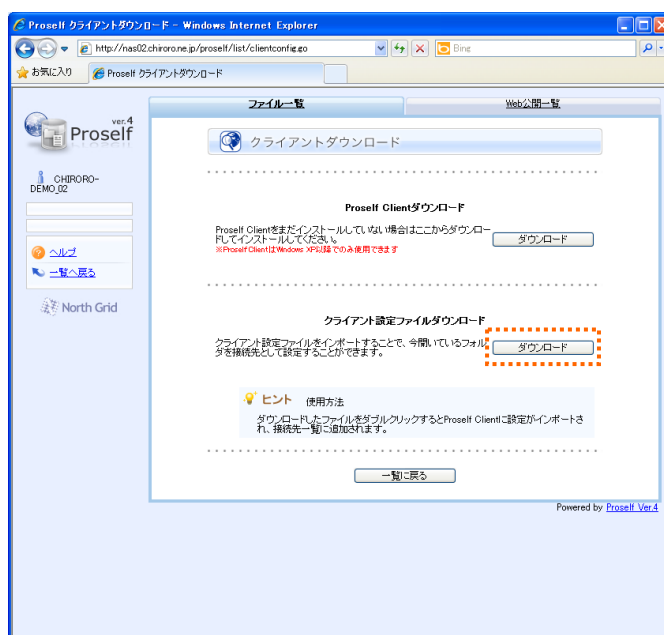 Proself クライアントダウンロード - Windows Internet Explorer
http://nas02.chiroro.ne.jp/proself/list/clientconfig.go
Bing
お気に入り
Proself クライアントダウンロード
ファイル一覧
Web公開一覧
ver.4
Proself
クライアントダウンロード
CHIRORO-
DEMO_02
Proself Clientダウンロード
Proself Clientをまだインストールしていない場合はここからダウンロー
ドしてインストールしてください。
※Proself ClientはWindows XP以降でのみ使用できます
ダウンロード
ヘルプ
一覧へ戻る
North Grid
クライアント設定ファイルダウンロード
クライアント設定ファイルをインポートすることで、今開いているフォル
ダを接続先として設定することができます。
ダウンロード
ヒント 使用方法
ダウンロードしたファイルをダブルクリックするとProself Clientに設定がインポートさ
れ、接続先一覧に追加されます。
一覧に戻る
Powered by Proself Ver.4